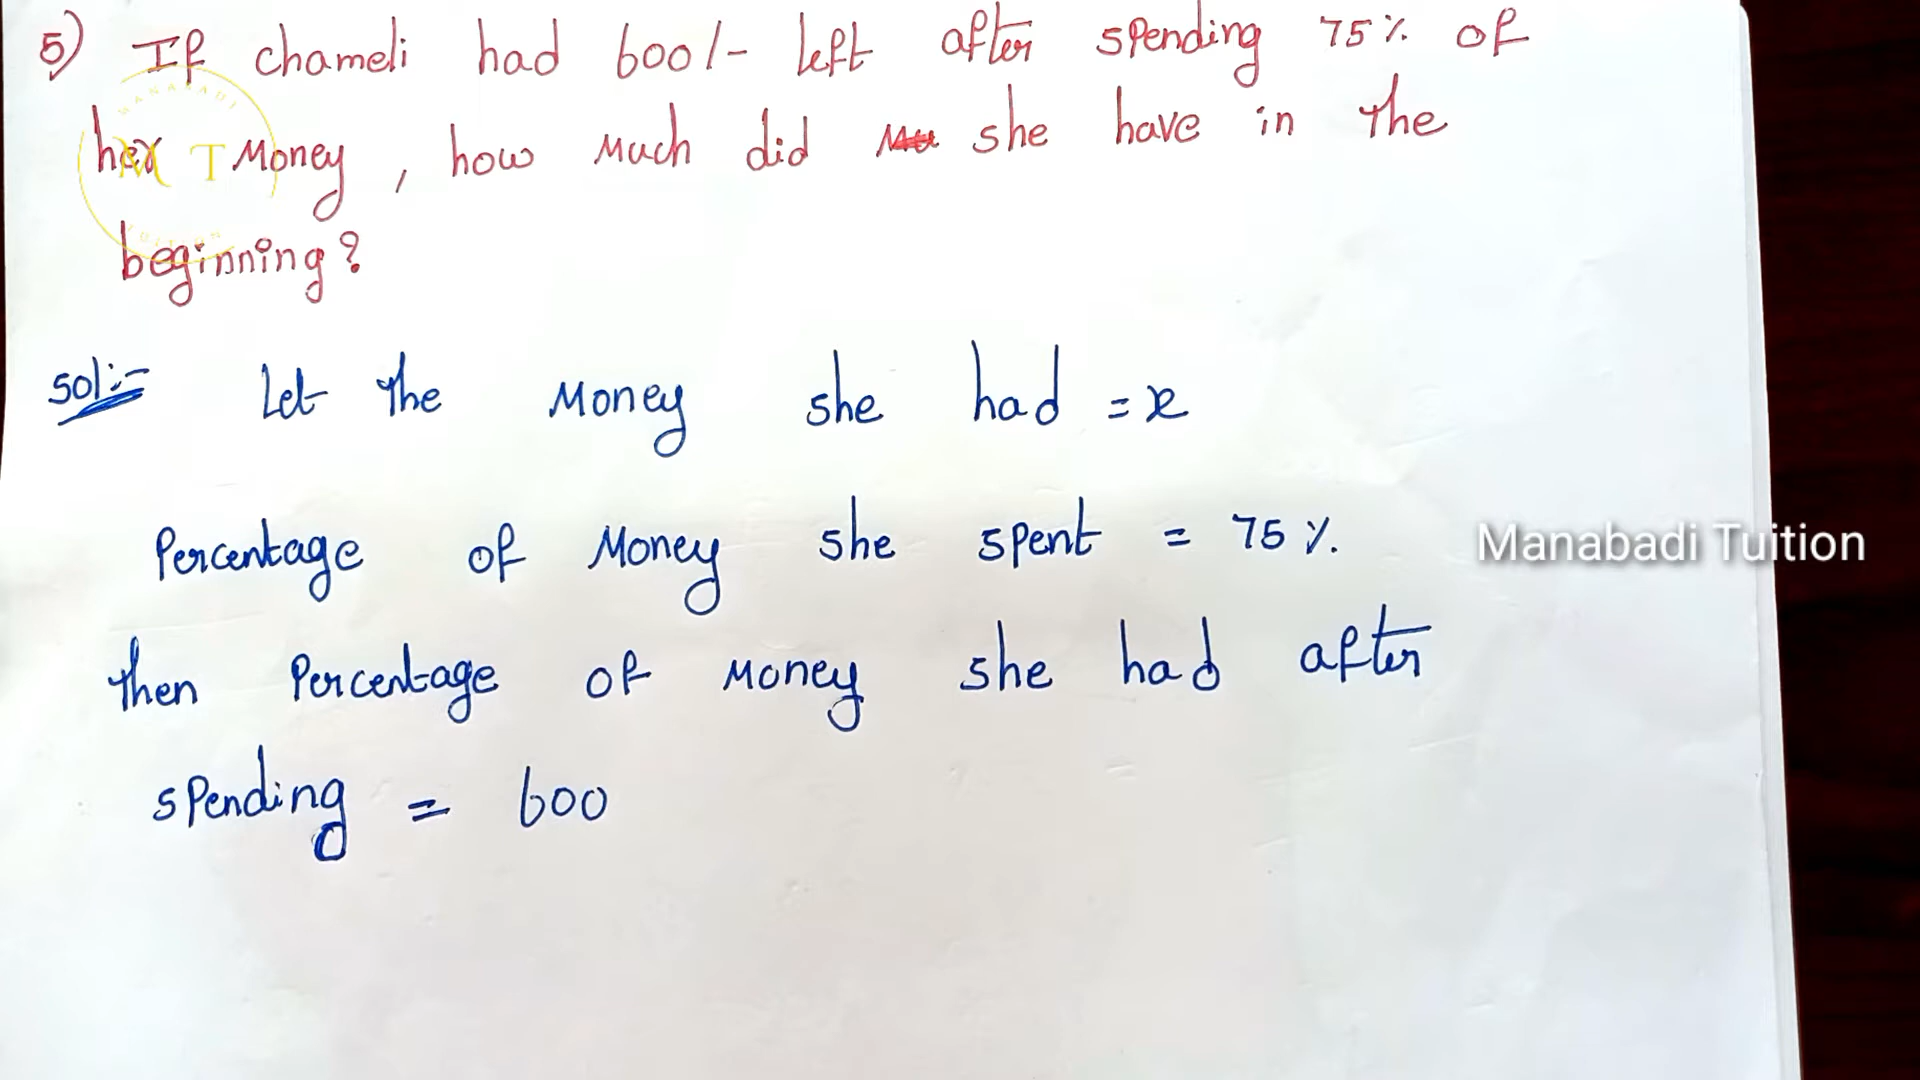 5) If chameli had 600/- left after spending 75% of
her Money, how Much did she have in the
beginning?
MANABADI
M T
TUITION
Sol:- Let the Money she had = x
Percentage of Money she spent = 75%.
Manabadi Tuition
then Percentage of Money she had after
spending = 600